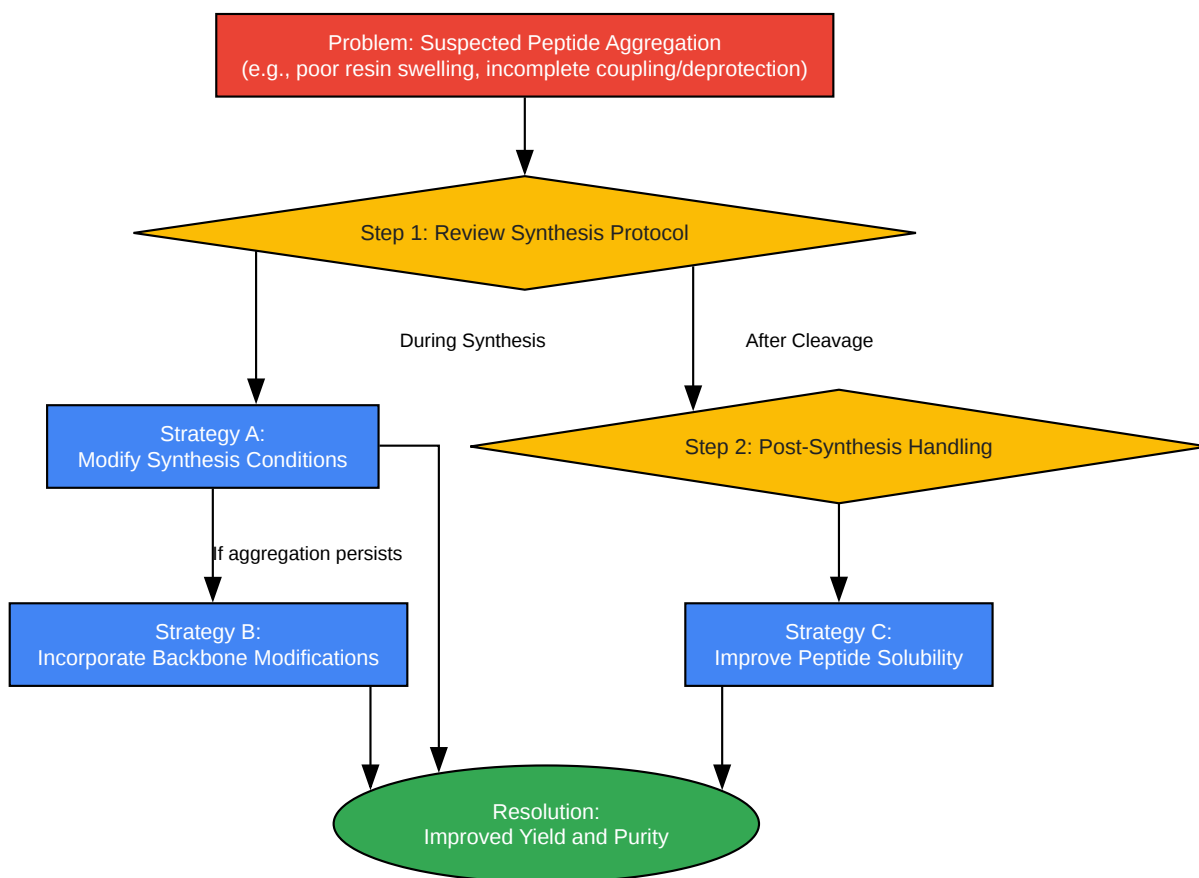 Problem: Suspected Peptide Aggregation
(e.g., poor resin swelling, incomplete coupling/deprotection)
Step 1: Review Synthesis Protocol
During Synthesis
After Cleavage
Strategy A:
Modify Synthesis Conditions
Step 2: Post-Synthesis Handling
If aggregation persists
Strategy B:
Incorporate Backbone Modifications
Strategy C:
Improve Peptide Solubility
Resolution:
Improved Yield and Purity